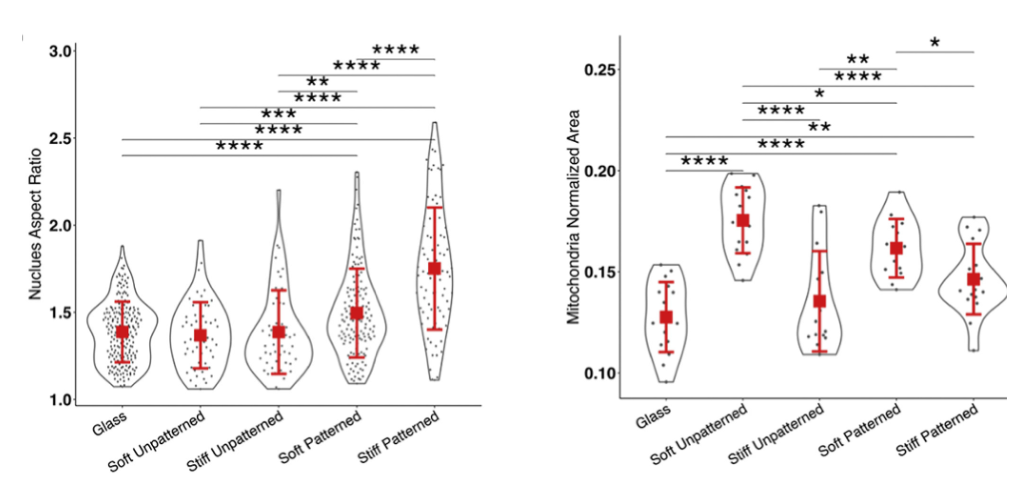 Nuclues Aspect Ratio
3.0
2.5
2.0
1.5
1.0
****
****
**
****
***
****
****
Glass
Soft Unpatterned
Stiff Unpatterned
Soft Patterned
Stiff Patterned
Mitochondria Normalized Area
0.25
0.20
0.15
0.10
*
**
****
*
****
**
****
****
Glass
Soft Unpatterned
Stiff Unpatterned
Soft Patterned
Stiff Patterned